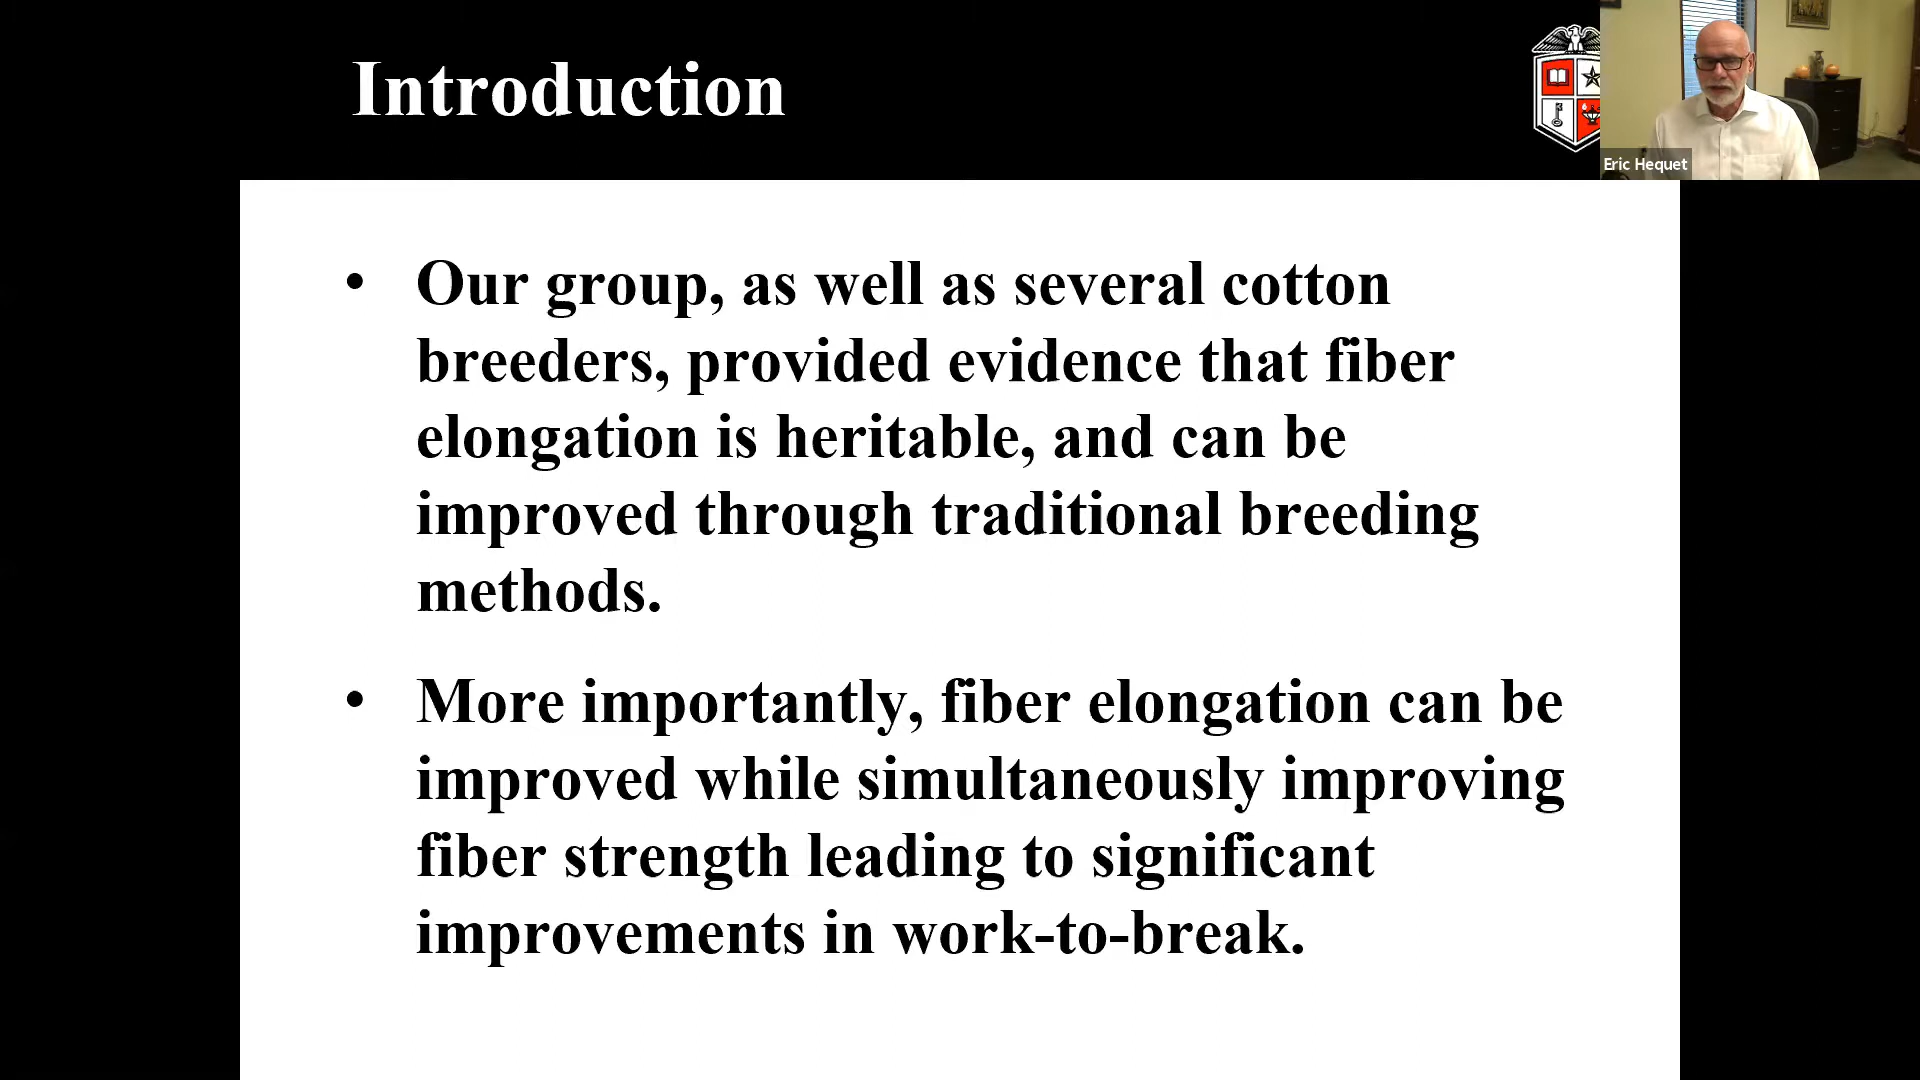 Introduction
Eric Hequet
• Our group, as well as several cotton
breeders, provided evidence that fiber
elongation is heritable, and can be
improved through traditional breeding
methods.
• More importantly, fiber elongation can be
improved while simultaneously improving
fiber strength leading to significant
improvements in work-to-break.